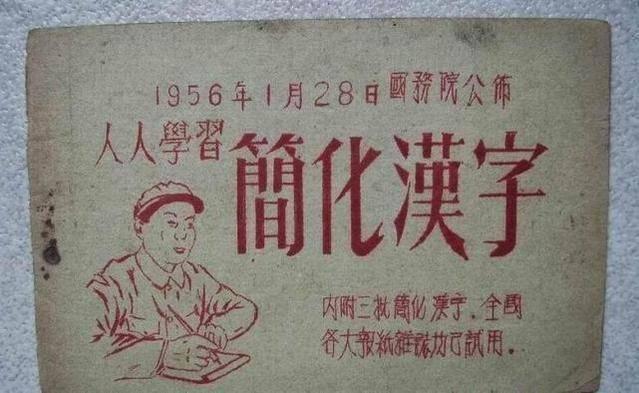 1956年1月28日國務院公佈
人人學習
簡化漢字
内附三批簡化漢字.全國
各大報紙雜誌均已試用.